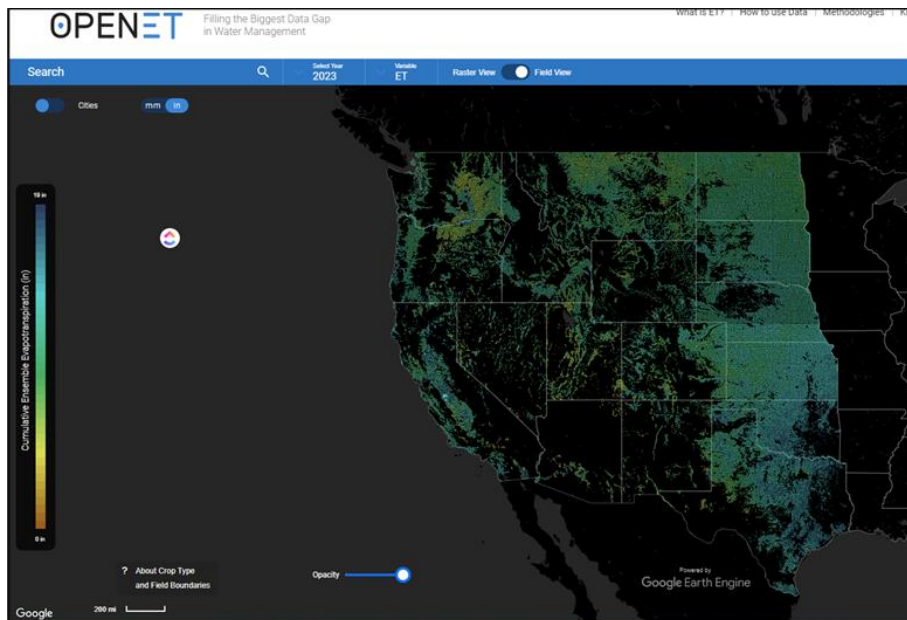 OPENET
Filling the Biggest Data Gap
in Water Management
What is ET? | How to use Data | Methodologies | K
Search
Select Year
2023
Variable
ET
Raster View
Field View
Cities
mm
in
18 in
Cumulative Ensemble Evapotranspiration (in)
0 in
? About Crop Type
and Field Boundaries
Opacity
Powered by
Google Earth Engine
Google
200 mi